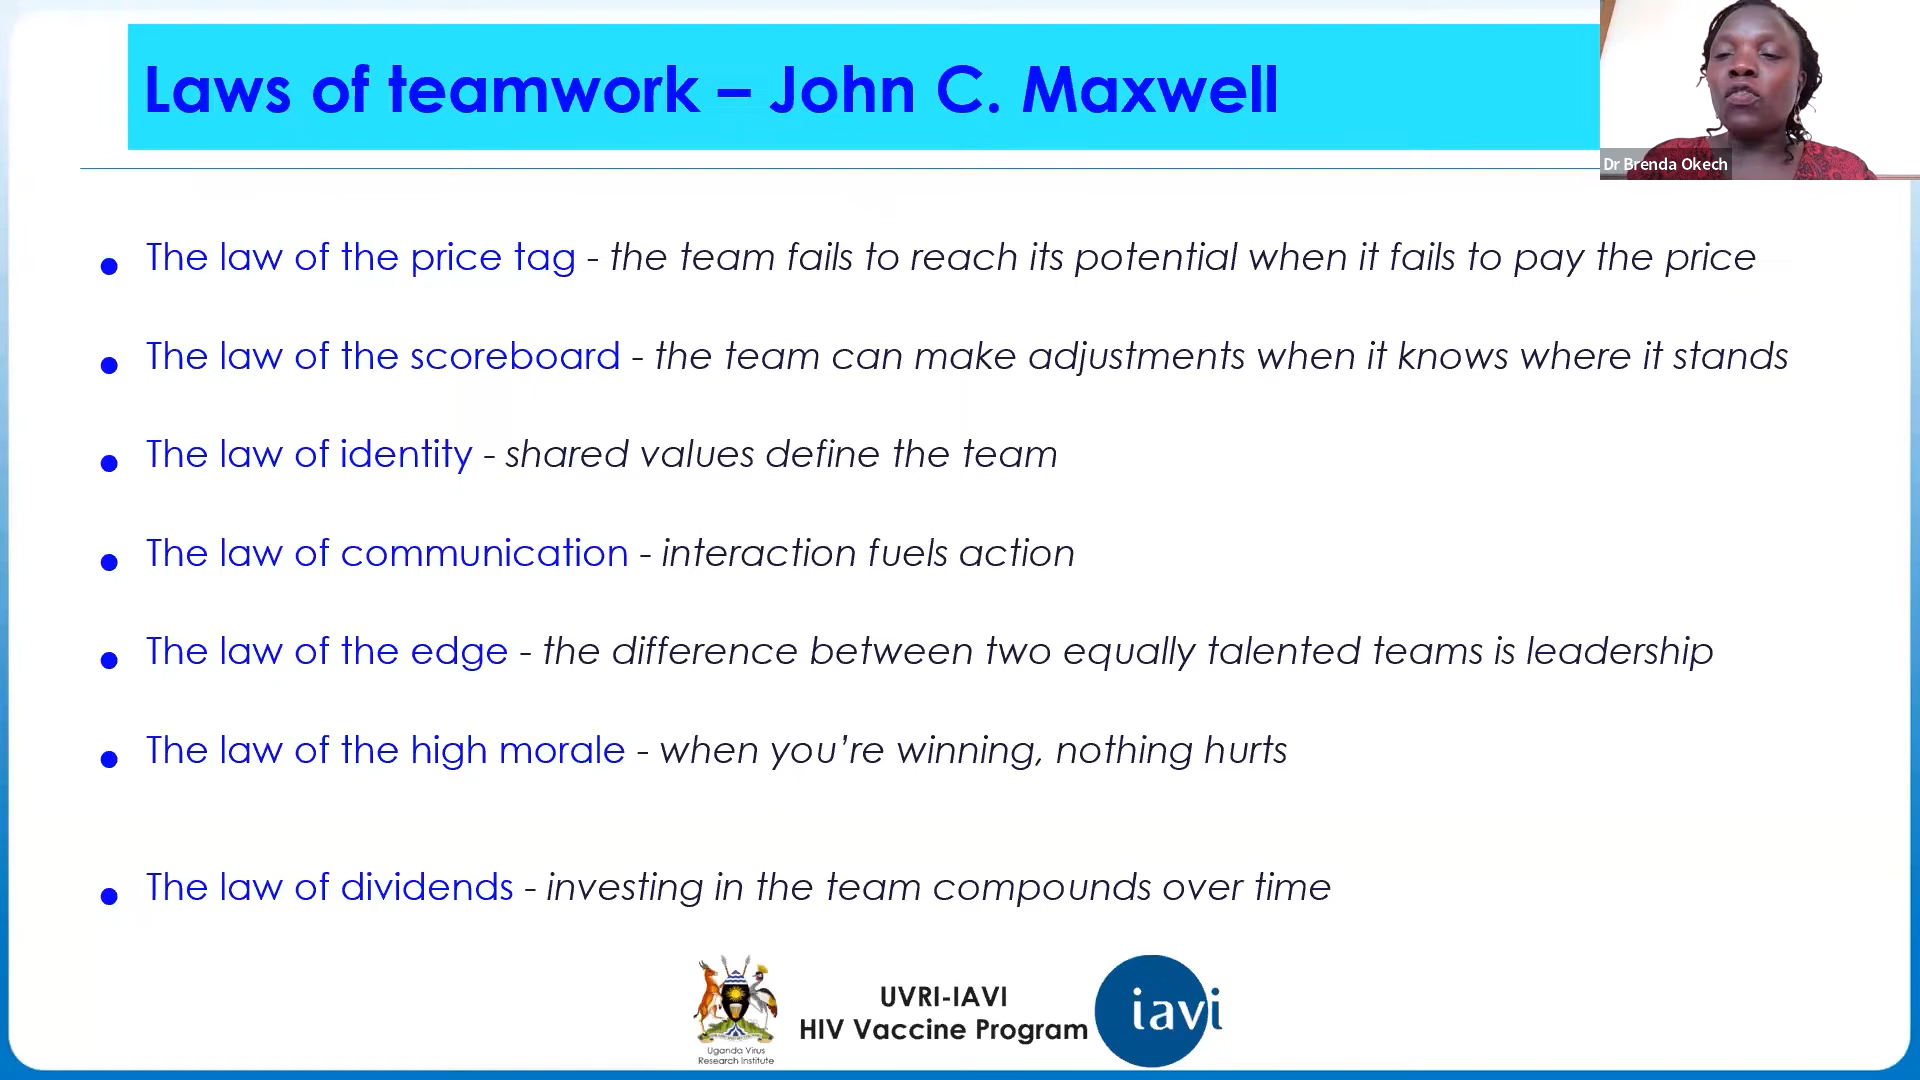 Laws of teamwork – John C. Maxwell
Dr Brenda Okech
• The law of the price tag - the team fails to reach its potential when it fails to pay the price
• The law of the scoreboard - the team can make adjustments when it knows where it stands
• The law of identity - shared values define the team
• The law of communication - interaction fuels action
• The law of the edge - the difference between two equally talented teams is leadership
• The law of the high morale - when you’re winning, nothing hurts
• The law of dividends - investing in the team compounds over time
Uganda Virus
Research Institute
UVRI-IAVI
HIV Vaccine Program
iavi